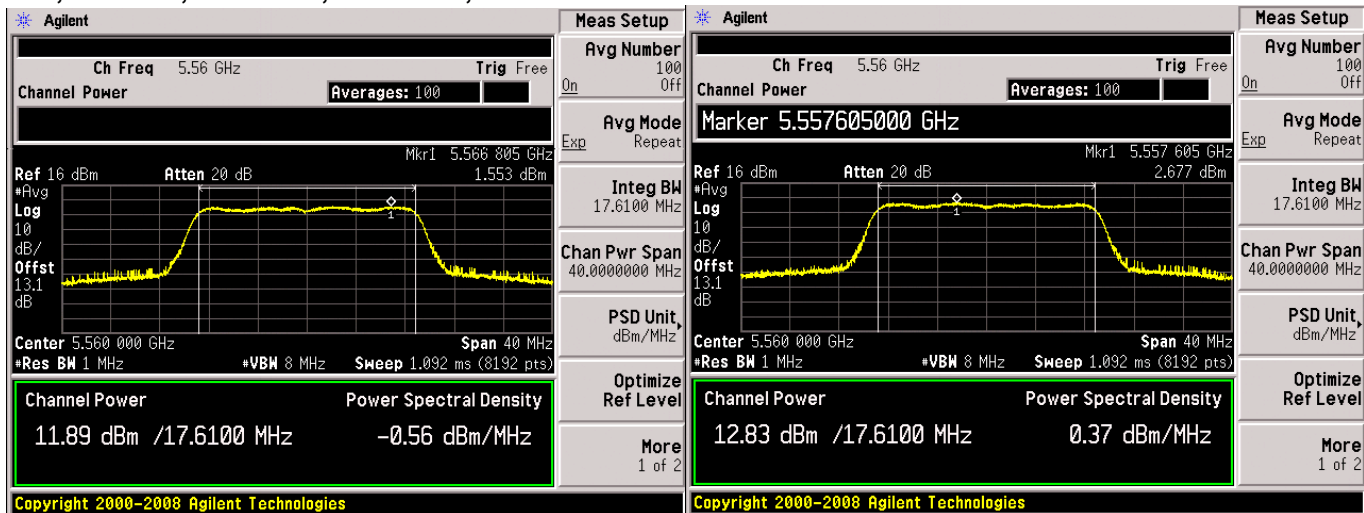 Agilent
Ch Freq 5.56 GHz Trig Free
Channel Power Averages: 100
Mkr1 5.566 805 GHz
Ref 16 dBm Atten 20 dB 1.553 dBm
#Avg
Log
10
dB/
Offst
13.1
dB
1
Center 5.560 000 GHz Span 40 MHz
#Res BW 1 MHz #VBW 8 MHz Sweep 1.092 ms (8192 pts)
Channel Power Power Spectral Density
11.89 dBm /17.6100 MHz -0.56 dBm/MHz
Copyright 2000-2008 Agilent Technologies
Meas Setup
Avg Number
100
On Off
Avg Mode
Exp Repeat
Integ BW
17.6100 MHz
Chan Pwr Span
40.0000000 MHz
PSD Unit
dBm/MHz
Optimize
Ref Level
More
1 of 2
Agilent
Ch Freq 5.56 GHz Trig Free
Channel Power Averages: 100
Marker 5.557605000 GHz
Mkr1 5.557 605 GHz
Ref 16 dBm Atten 20 dB 2.677 dBm
#Avg
Log
10
dB/
Offst
13.1
dB
1
Center 5.560 000 GHz Span 40 MHz
#Res BW 1 MHz #VBW 8 MHz Sweep 1.092 ms (8192 pts)
Channel Power Power Spectral Density
12.83 dBm /17.6100 MHz 0.37 dBm/MHz
Copyright 2000-2008 Agilent Technologies
Meas Setup
Avg Number
100
On Off
Avg Mode
Exp Repeat
Integ BW
17.6100 MHz
Chan Pwr Span
40.0000000 MHz
PSD Unit
dBm/MHz
Optimize
Ref Level
More
1 of 2